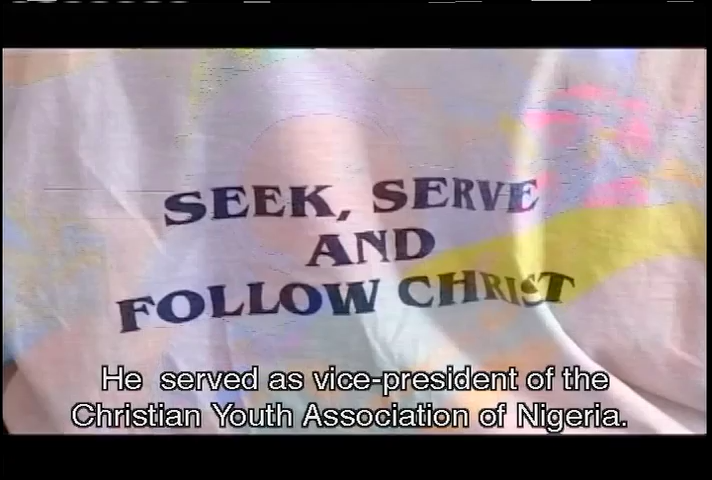 SEEK, SERVE
AND
FOLLOW CHRIST
He served as vice-president of the
Christian Youth Association of Nigeria.